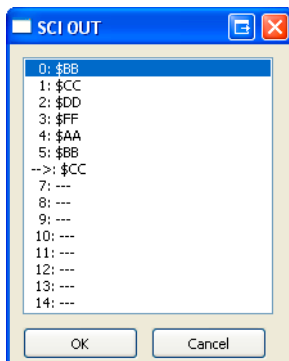 SCI OUT
0: $BB
1: $CC
2: $DD
3: $FF
4: $AA
5: $BB
-->: $CC
7: ---
8: ---
9: ---
10: ---
11: ---
12: ---
13: ---
14: ---
OK Cancel